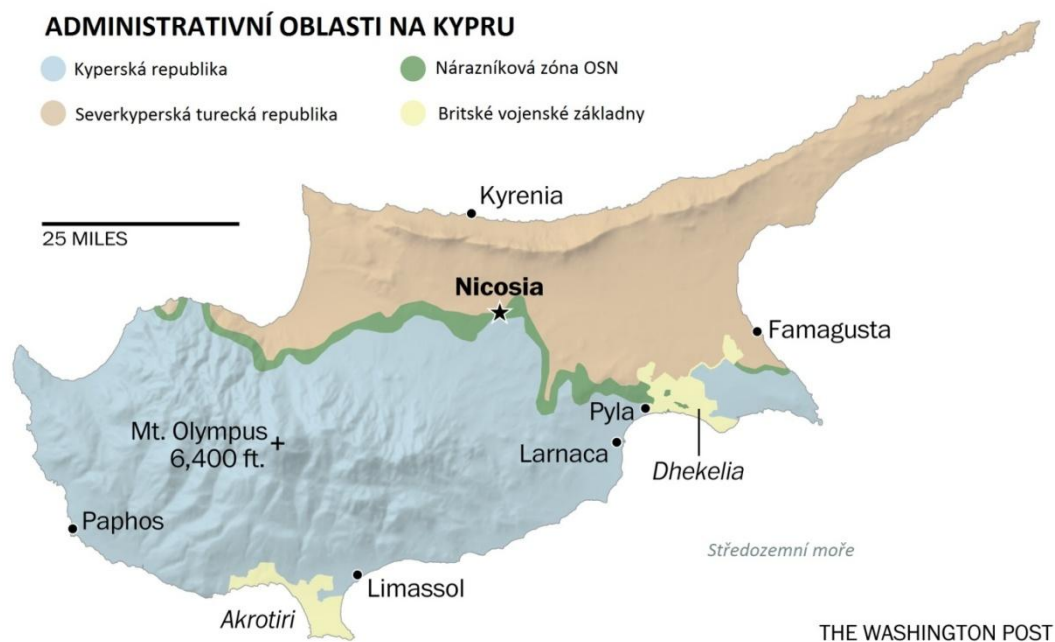 ADMINISTRATIVNÍ OBLASTI NA KYPRU
Kyperská republika
Nárazníková zóna OSN
Severkyperská turecká republika
Britské vojenské základny
Kyrenia
25 MILES
Nicosia
Famagusta
Pyla
Mt. Olympus
6,400 ft.
Larnaca
Dhekelia
Paphos
Středozemní moře
Limassol
Akrotiri
THE WASHINGTON POST